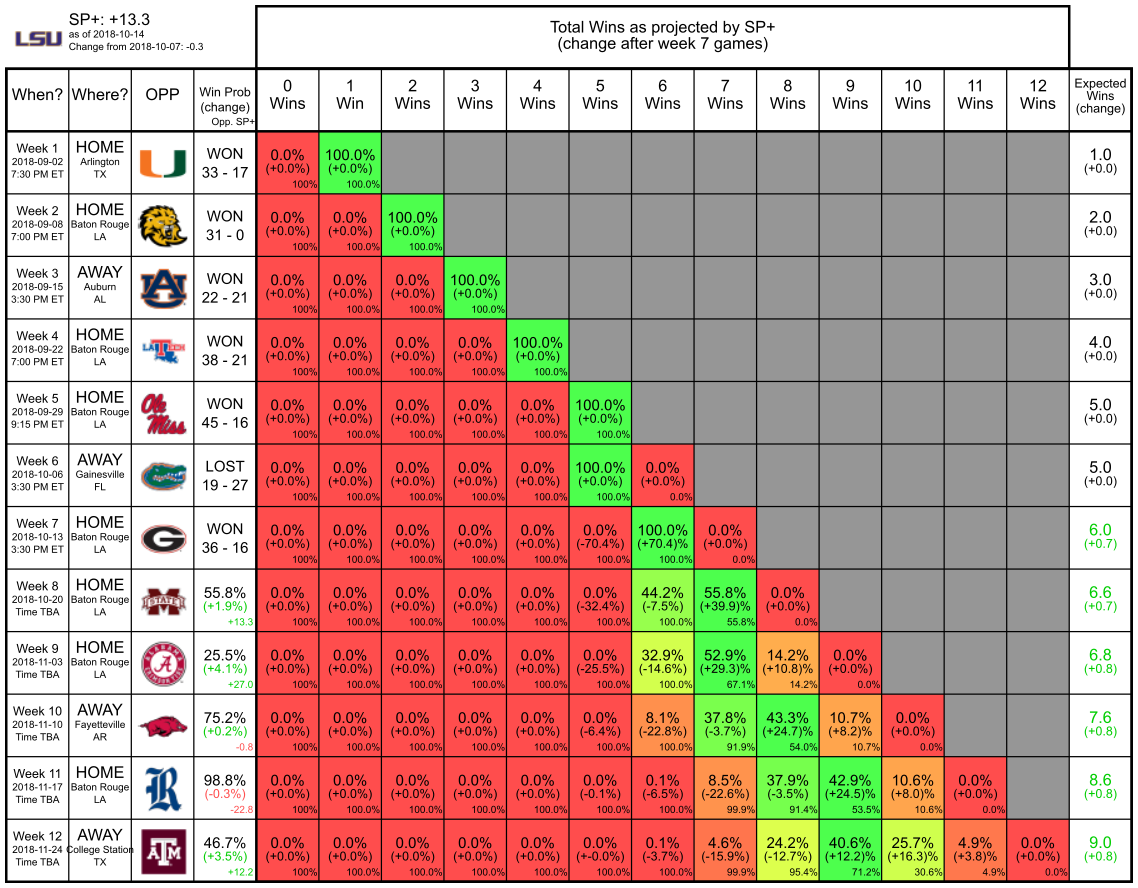 SP+: +13.3
as of 2018-10-14
Change from 2018-10-07: -0.3
LSU
Total Wins as projected by SP+
(change after week 7 games)
When? Where? OPP Win Prob 0 1 2 3 4 5 6 7 8 9 10 11 12 Expected
(change) Wins Win Wins Wins Wins Wins Wins Wins Wins Wins Wins Wins Wins Wins
Opp. SP+ (change)
Week 1 HOME WON 0.0% 100.0% 1.0
2018-09-02 Arlington 33 - 17 (+0.0%) (+0.0%) (+0.0)
7:30 PM ET TX 100% 100.0%
Week 2 HOME WON 0.0% 0.0% 100.0% 2.0
2018-09-08 Baton Rouge 31 - 0 (+0.0%) (+0.0%) (+0.0%) (+0.0)
7:00 PM ET LA 100% 100.0% 100.0%
Week 3 AWAY WON 0.0% 0.0% 0.0% 100.0% 3.0
2018-09-15 Auburn 22 - 21 (+0.0%) (+0.0%) (+0.0%) (+0.0%) (+0.0)
3:30 PM ET AL 100% 100.0% 100.0% 100.0%
Week 4 HOME LA TECH WON 0.0% 0.0% 0.0% 0.0% 100.0% 4.0
2018-09-22 Baton Rouge 38 - 21 (+0.0%) (+0.0%) (+0.0%) (+0.0%) (+0.0%) (+0.0)
7:00 PM ET LA 100% 100.0% 100.0% 100.0% 100.0%
Week 5 HOME Ole WON 0.0% 0.0% 0.0% 0.0% 0.0% 100.0% 5.0
2018-09-29 Baton Rouge Miss 45 - 16 (+0.0%) (+0.0%) (+0.0%) (+0.0%) (+0.0%) (+0.0%) (+0.0)
9:15 PM ET LA 100% 100.0% 100.0% 100.0% 100.0% 100.0%
Week 6 AWAY LOST 0.0% 0.0% 0.0% 0.0% 0.0% 100.0% 0.0% 5.0
2018-10-06 Gainesville 19 - 27 (+0.0%) (+0.0%) (+0.0%) (+0.0%) (+0.0%) (+0.0%) (+0.0%) (+0.0)
3:30 PM ET FL 100% 100.0% 100.0% 100.0% 100.0% 100.0% 0.0%
Week 7 HOME G WON 0.0% 0.0% 0.0% 0.0% 0.0% 0.0% 100.0% 0.0% 6.0
2018-10-13 Baton Rouge 36 - 16 (+0.0%) (+0.0%) (+0.0%) (+0.0%) (+0.0%) (-70.4%) (+70.4)% (+0.0%) (+0.7)
3:30 PM ET LA 100% 100.0% 100.0% 100.0% 100.0% 100.0% 100.0% 0.0%
Week 8 HOME STATE 55.8% 0.0% 0.0% 0.0% 0.0% 0.0% 0.0% 44.2% 55.8% 0.0% 6.6
2018-10-20 Baton Rouge (+1.9%) (+0.0%) (+0.0%) (+0.0%) (+0.0%) (+0.0%) (-32.4%) (-7.5%) (+39.9)% (+0.0%) (+0.7)
Time TBA LA +13.3 100% 100.0% 100.0% 100.0% 100.0% 100.0% 100.0% 55.8% 0.0%
Week 9 HOME ALABAMA A CRIMSON TIDE 25.5% 0.0% 0.0% 0.0% 0.0% 0.0% 0.0% 32.9% 52.9% 14.2% 0.0% 6.8
2018-11-03 Baton Rouge (+4.1%) (+0.0%) (+0.0%) (+0.0%) (+0.0%) (+0.0%) (-25.5%) (-14.6%) (+29.3)% (+10.8)% (+0.0%) (+0.8)
Time TBA LA +27.0 100% 100.0% 100.0% 100.0% 100.0% 100.0% 100.0% 67.1% 14.2% 0.0%
Week 10 AWAY 75.2% 0.0% 0.0% 0.0% 0.0% 0.0% 0.0% 8.1% 37.8% 43.3% 10.7% 0.0% 7.6
2018-11-10 Fayetteville (+0.2%) (+0.0%) (+0.0%) (+0.0%) (+0.0%) (+0.0%) (-6.4%) (-22.8%) (-3.7%) (+24.7)% (+8.2)% (+0.0%) (+0.8)
Time TBA AR -0.8 100% 100.0% 100.0% 100.0% 100.0% 100.0% 100.0% 91.9% 54.0% 10.7% 0.0%
Week 11 HOME R 98.8% 0.0% 0.0% 0.0% 0.0% 0.0% 0.0% 0.1% 8.5% 37.9% 42.9% 10.6% 0.0% 8.6
2018-11-17 Baton Rouge (-0.3%) (+0.0%) (+0.0%) (+0.0%) (+0.0%) (+0.0%) (-0.1%) (-6.5%) (-22.6%) (-3.5%) (+24.5)% (+8.0)% (+0.0%) (+0.8)
Time TBA LA -22.8 100% 100.0% 100.0% 100.0% 100.0% 100.0% 100.0% 99.9% 91.4% 53.5% 10.6% 0.0%
Week 12 AWAY ATM 46.7% 0.0% 0.0% 0.0% 0.0% 0.0% 0.0% 0.1% 4.6% 24.2% 40.6% 25.7% 4.9% 0.0% 9.0
2018-11-24 College Station (+3.5%) (+0.0%) (+0.0%) (+0.0%) (+0.0%) (+0.0%) (+-0.0%) (-3.7%) (-15.9%) (-12.7%) (+12.2)% (+16.3)% (+3.8)% (+0.0%) (+0.8)
Time TBA TX +12.2 100% 100.0% 100.0% 100.0% 100.0% 100.0% 100.0% 99.9% 95.4% 71.2% 30.6% 4.9% 0.0%